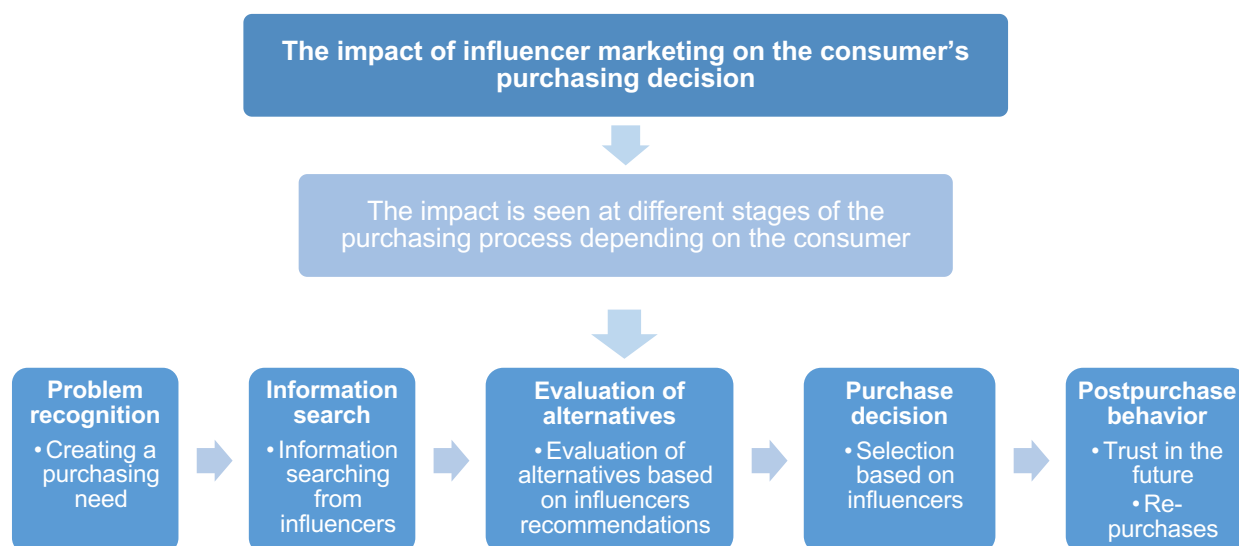 The impact of influencer marketing on the consumer’s
purchasing decision
The impact is seen at different stages of the
purchasing process depending on the consumer
Problem
recognition
• Creating a
purchasing
need
Information
search
• Information
searching
from
influencers
Evaluation of
alternatives
• Evaluation of
alternatives based
on influencers
recommendations
Purchase
decision
• Selection
based on
influencers
Postpurchase
behavior
• Trust in the
future
• Re-
purchases